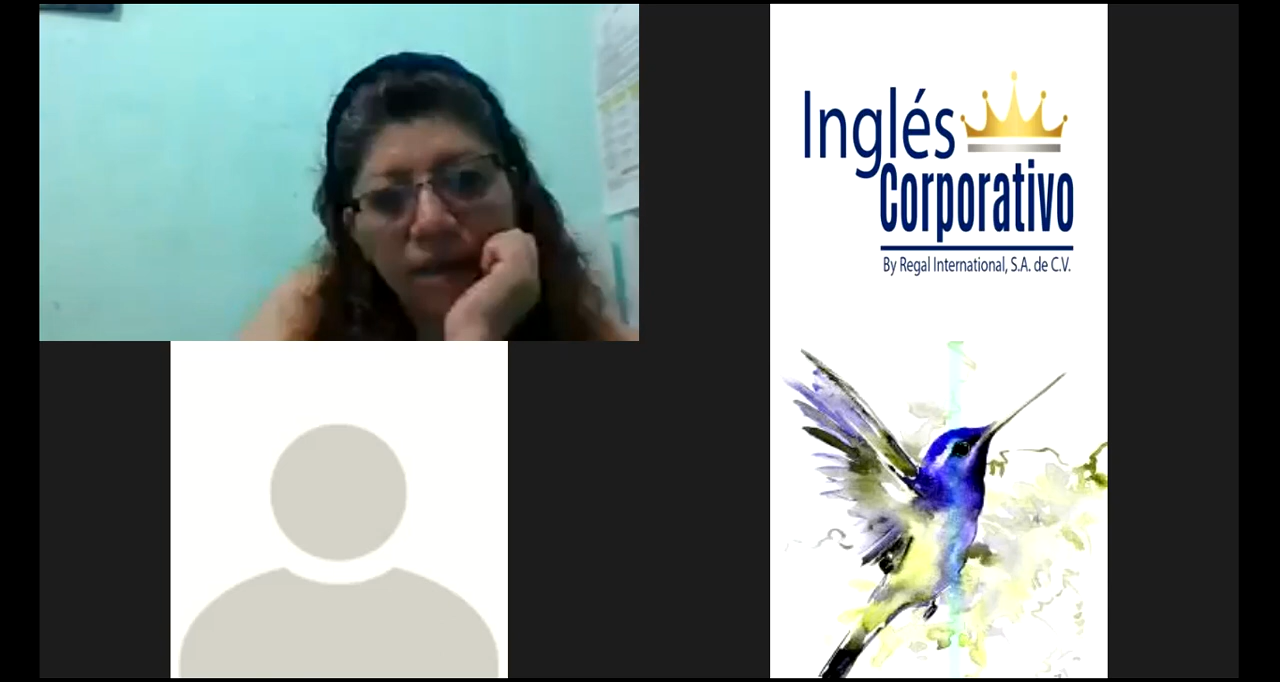 Inglés
Corporativo
By Regal International, S.A. de C.V.